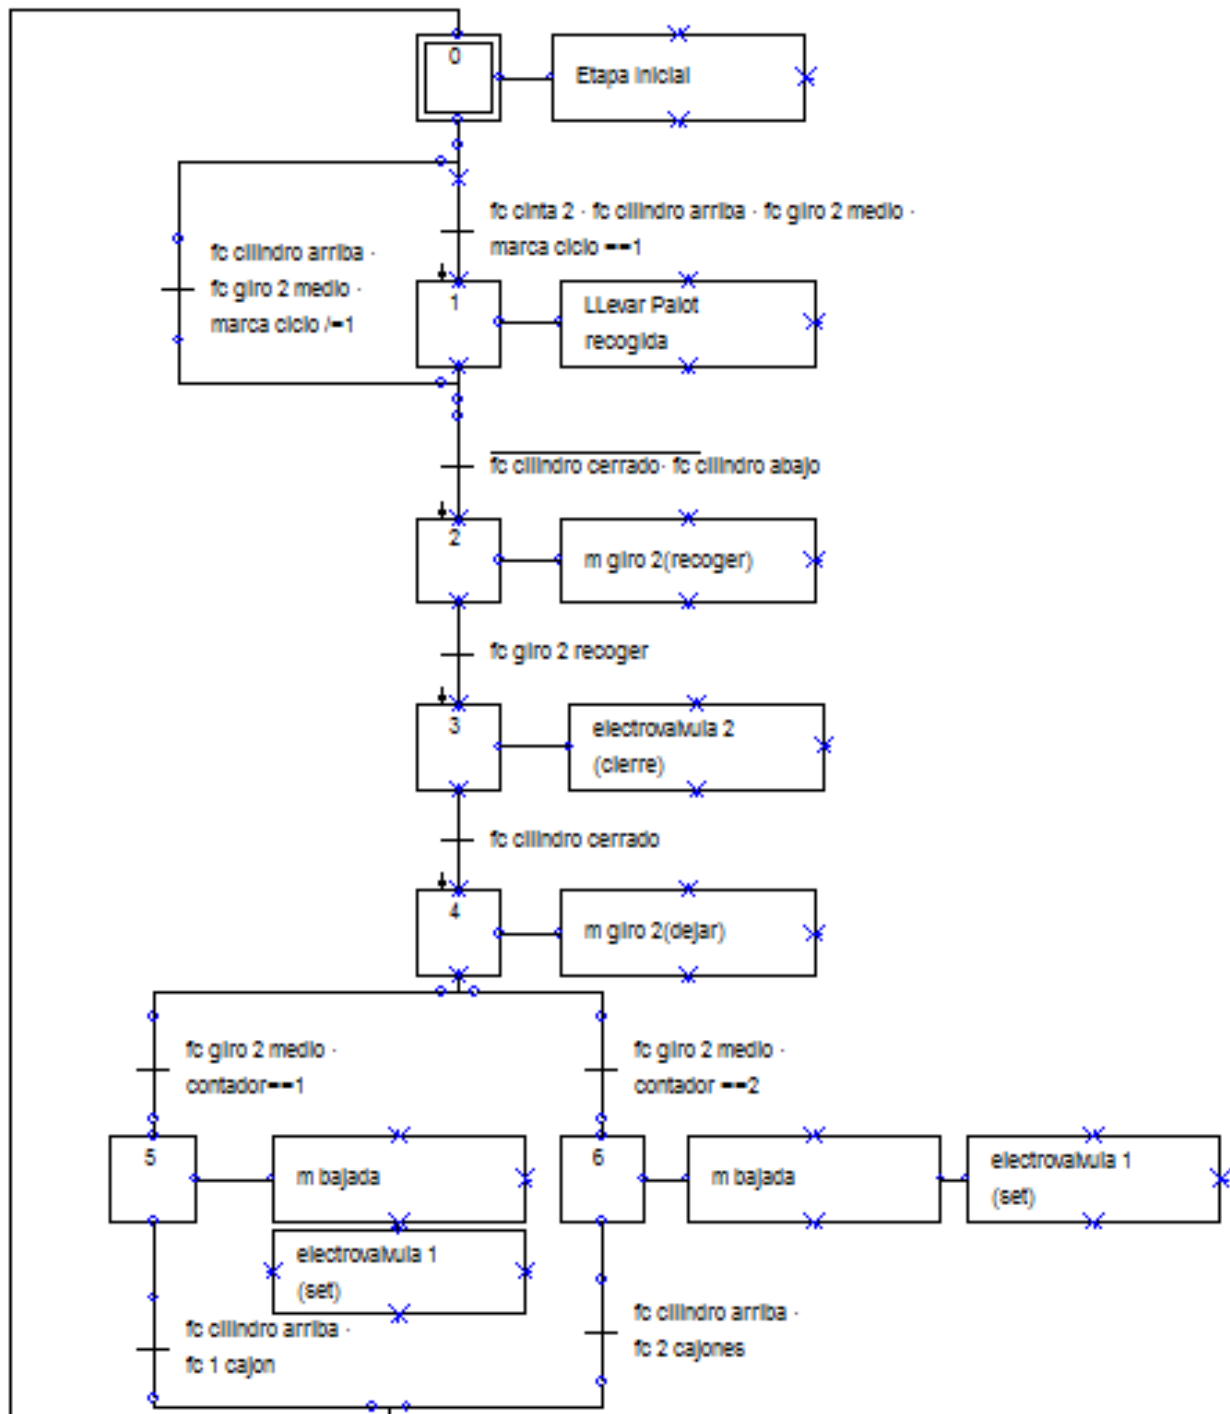 0
Etapa Inicial
fc cinta 2 · fc cilindro arriba · fc giro 2 medio ·
marca ciclo ==1
fc cilindro arriba ·
fc giro 2 medio ·
marca ciclo /=1
1
LLevar Palot
recogida
fc cilindro cerrado· fc cilindro abajo
2
m giro 2(recoger)
fc giro 2 recoger
3
electrovalvula 2
(cierre)
fc cilindro cerrado
4
m giro 2(dejar)
fc giro 2 medio ·
contador==1
fc giro 2 medio ·
contador ==2
5
m bajada
electrovalvula 1
(set)
6
m bajada
electrovalvula 1
(set)
fc cilindro arriba ·
fc 1 cajon
fc cilindro arriba ·
fc 2 cajones